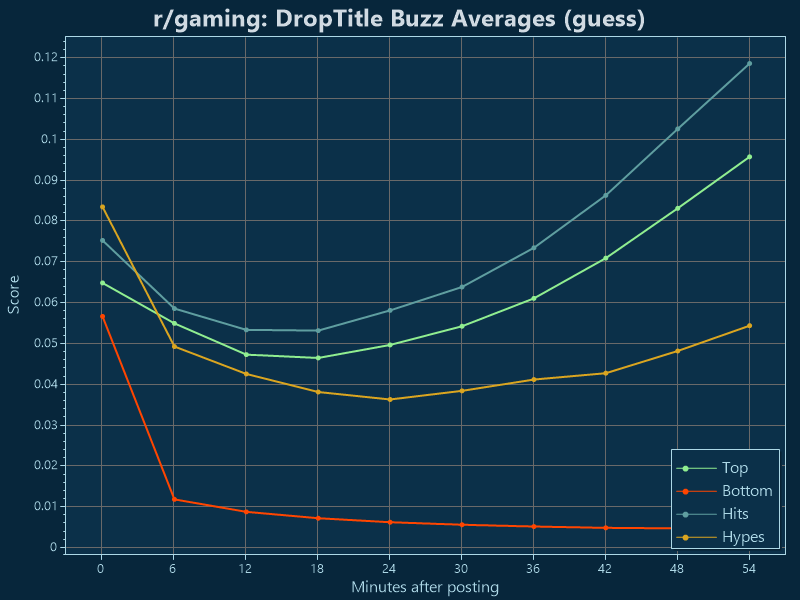 r/gaming: DropTitle Buzz Averages (guess)
Score
0.12
0.11
0.1
0.09
0.08
0.07
0.06
0.05
0.04
0.03
0.02
0.01
0
Top
Bottom
Hits
Hypes
0 6 12 18 24 30 36 42 48 54
Minutes after posting